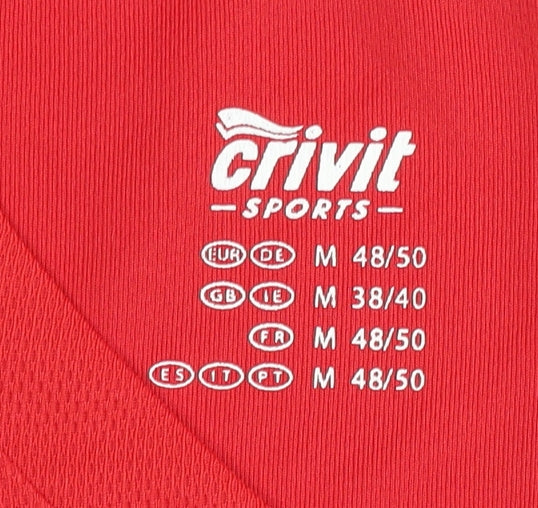 crivit
SPORTS
EUR DE M 48/50
GB IE M 38/40
FR M 48/50
ES IT PT M 48/50